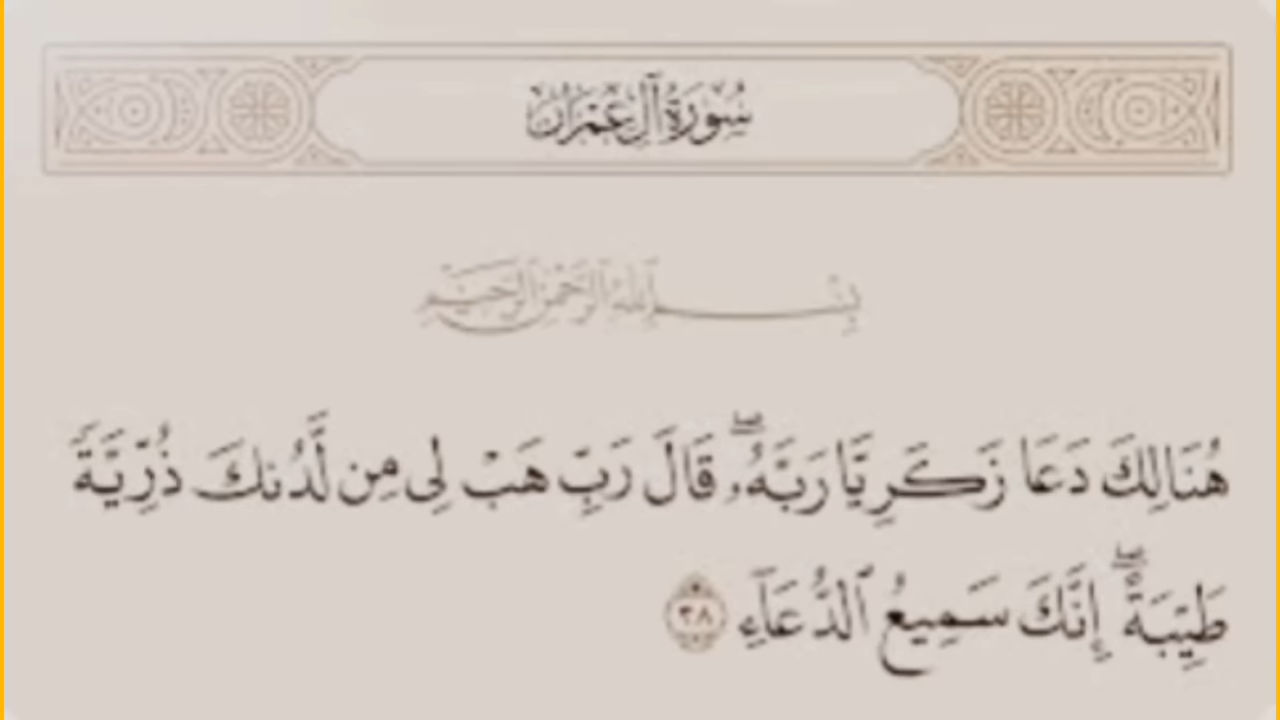 سُورَةُ آلِ عِمْرَانَ
بِسْمِ ٱللَّهِ ٱلرَّحْمَٰنِ ٱلرَّحِيمِ
هُنَالِكَ دَعَا زَكَرِيَّا رَبَّهُۥۖ قَالَ رَبِّ هَبْ لِى مِن لَّدُنكَ ذُرِّيَّةً
طَيِّبَةًۖ إِنَّكَ سَمِيعُ ٱلدُّعَآءِ ٣٨